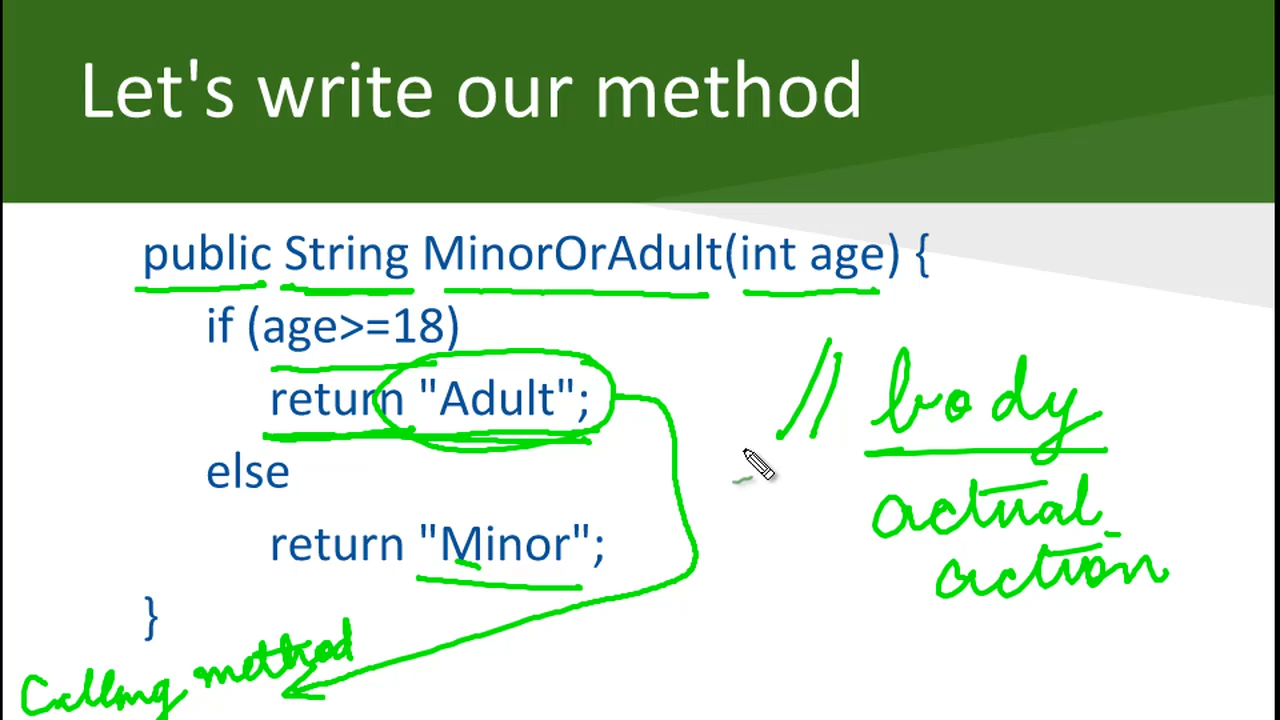 Let's write our method
public String MinorOrAdult(int age) {
if (age>=18)
return "Adult";
else
return "Minor";
}
// body
actual
action
Calling method